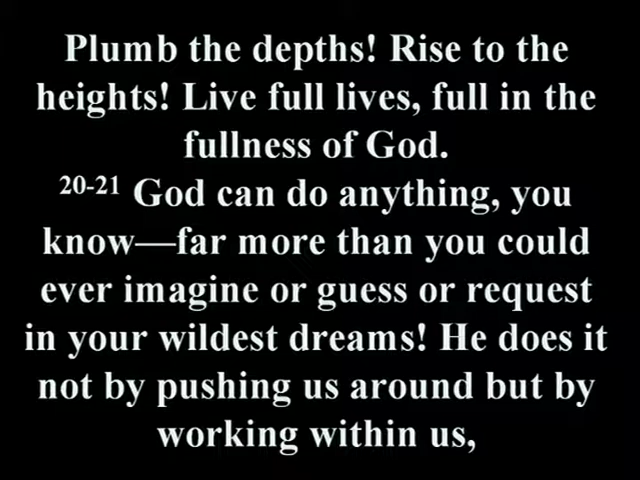 Plumb the depths! Rise to the
heights! Live full lives, full in the
fullness of God.
20-21 God can do anything, you
know—far more than you could
ever imagine or guess or request
in your wildest dreams! He does it
not by pushing us around but by
working within us,